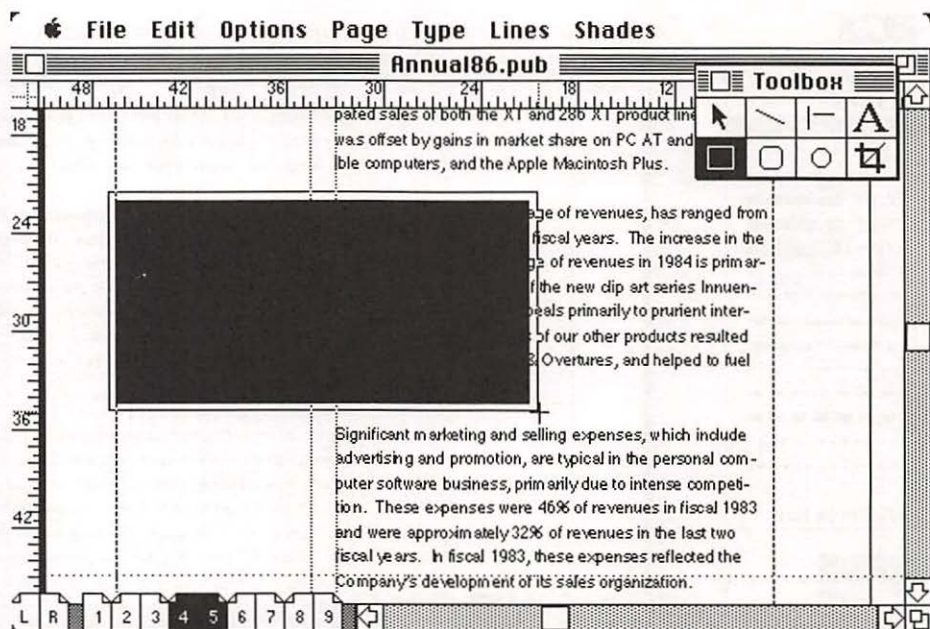 File Edit Options Page Type Lines Shades
Annual86.pub
Toolbox
48 42 36 30 24 18 12
A
18
24
30
36
42
pated sales of both the XT and 286 XT product line
was offset by gains in market share on PC AT and
ble computers, and the Apple Macintosh Plus.
of revenues, has ranged from
fiscal years. The increase in the
of revenues in 1984 is primar-
the new clip art series Innuen-
primarily to prurient inter-
of our other products resulted
& Overtures, and helped to fuel
Significant marketing and selling expenses, which include
advertising and promotion, are typical in the personal com-
puter software business, primarily due to intense competi-
tion. These expenses were 46% of revenues in fiscal 1983
and were approximately 32% of revenues in the last two
fiscal years. In fiscal 1983, these expenses reflected the
Company's development of its sales organization.
L R 1 2 3 4 5 6 7 8 9